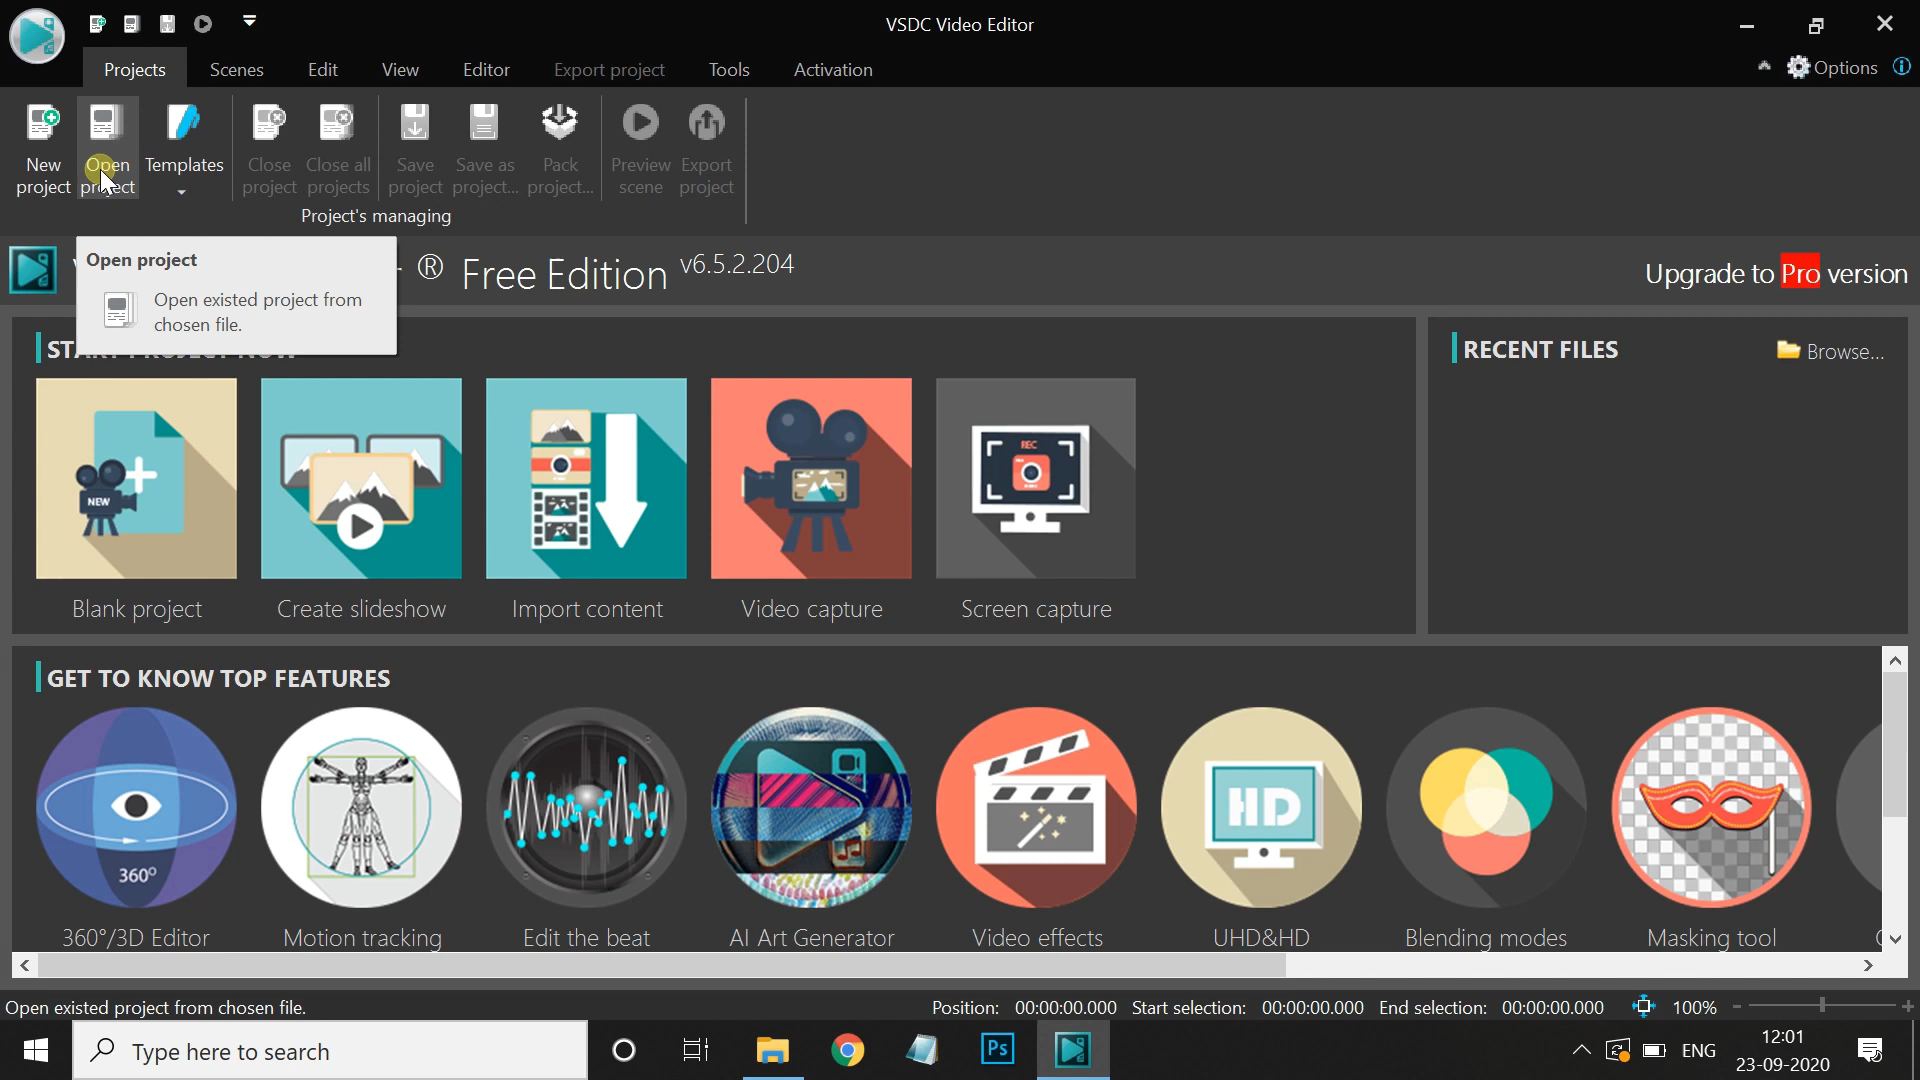 VSDC Video Editor
Projects Scenes Edit View Editor Export project Tools Activation
Options
New project
Open project
Templates
Close project
Close all projects
Save project
Save as project...
Pack project...
Preview scene
Export project
Project's managing
Open project
Open existed project from
chosen file.
® Free Edition v6.5.2.204
Upgrade to Pro version
RECENT FILES
Browse...
NEW
REC
Blank project
Create slideshow
Import content
Video capture
Screen capture
GET TO KNOW TOP FEATURES
360°
HD
360°/3D Editor
Motion tracking
Edit the beat
AI Art Generator
Video effects
UHD&HD
Blending modes
Masking tool
Open existed project from chosen file.
Position: 00:00:00.000 Start selection: 00:00:00.000 End selection: 00:00:00.000 100%
Type here to search
Ps
ENG
12:01
23-09-2020